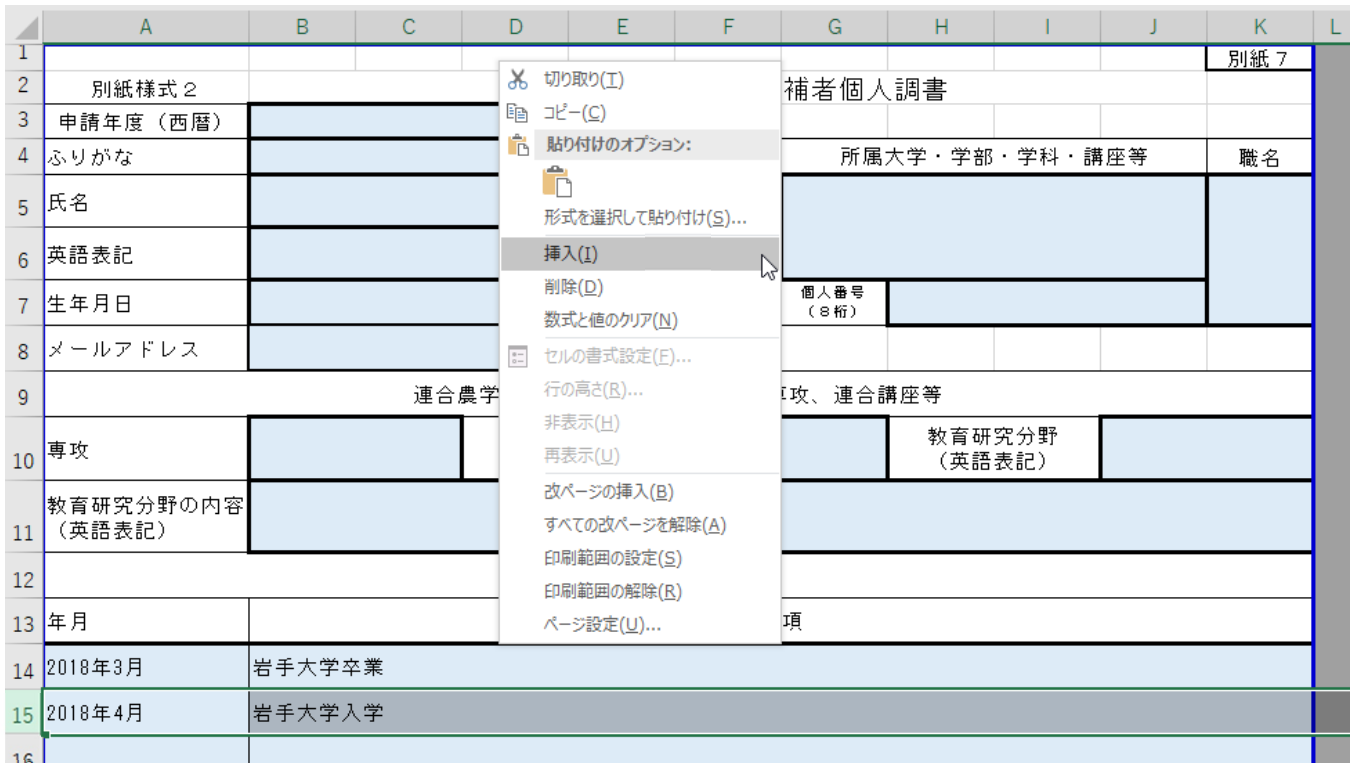 A B C D E F G H I J K L
1 別紙７
2 別紙様式２ 補者個人調書
3 申請年度（西暦）
4 ふりがな 所属大学・学部・学科・講座等 職名
5 氏名
6 英語表記
7 生年月日 個人番号
（８桁）
8 メールアドレス
9 連合農学 攻、連合講座等
10 専攻 教育研究分野
（英語表記）
11 教育研究分野の内容
（英語表記）
12
13 年月 項
14 2018年3月 岩手大学卒業
15 2018年4月 岩手大学入学
16
切り取り(T)
コピー(C)
貼り付けのオプション:
形式を選択して貼り付け(S)...
挿入(I)
削除(D)
数式と値のクリア(N)
セルの書式設定(F)...
行の高さ(R)...
非表示(H)
再表示(U)
改ページの挿入(B)
すべての改ページを解除(A)
印刷範囲の設定(S)
印刷範囲の解除(R)
ページ設定(U)...